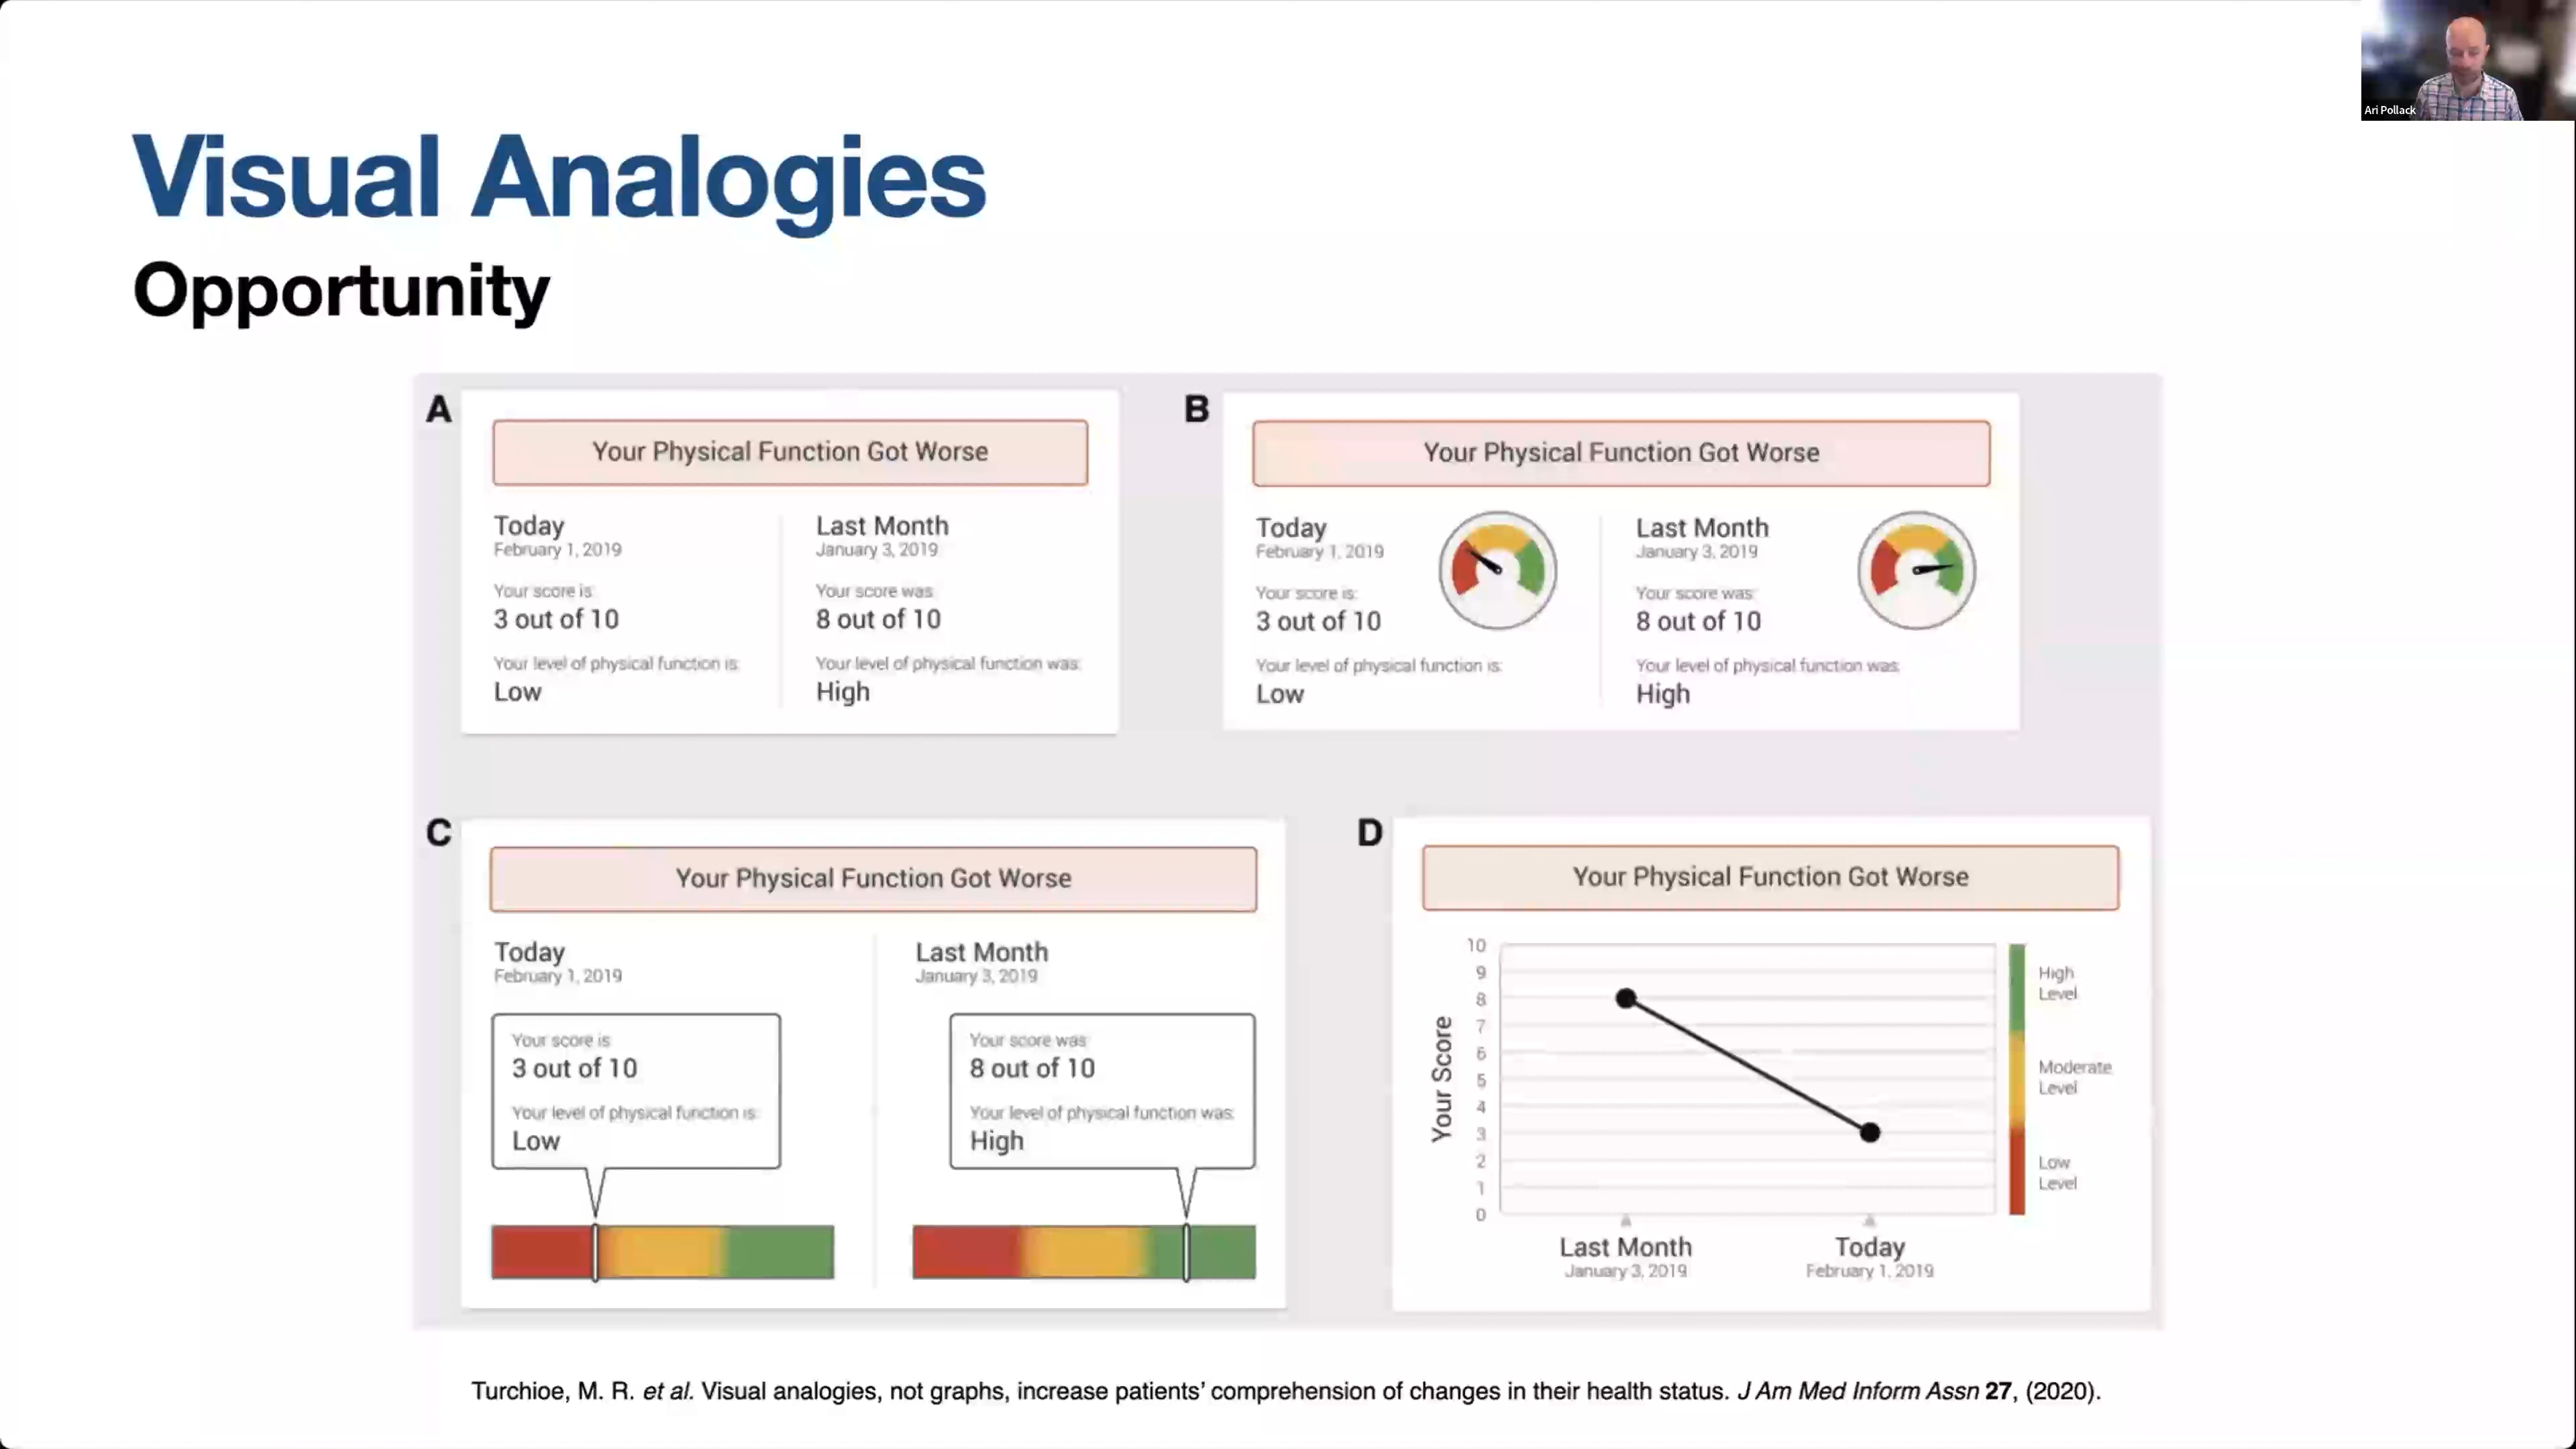 Ari Pollack
Visual Analogies
Opportunity
A
Your Physical Function Got Worse
Today
February 1, 2019
Your score is:
3 out of 10
Your level of physical function is:
Low
Last Month
January 3, 2019
Your score was:
8 out of 10
Your level of physical function was:
High
B
Your Physical Function Got Worse
Today
February 1, 2019
Your score is:
3 out of 10
Your level of physical function is:
Low
Last Month
January 3, 2019
Your score was:
8 out of 10
Your level of physical function was:
High
C
Your Physical Function Got Worse
Today
February 1, 2019
Your score is:
3 out of 10
Your level of physical function is:
Low
Last Month
January 3, 2019
Your score was:
8 out of 10
Your level of physical function was:
High
D
Your Physical Function Got Worse
Your Score
10
9
8
7
6
5
4
3
2
1
0
High
Level
Moderate
Level
Low
Level
Last Month
January 3, 2019
Today
February 1, 2019
Turchioe, M. R. et al. Visual analogies, not graphs, increase patients’ comprehension of changes in their health status. J Am Med Inform Assn 27, (2020).